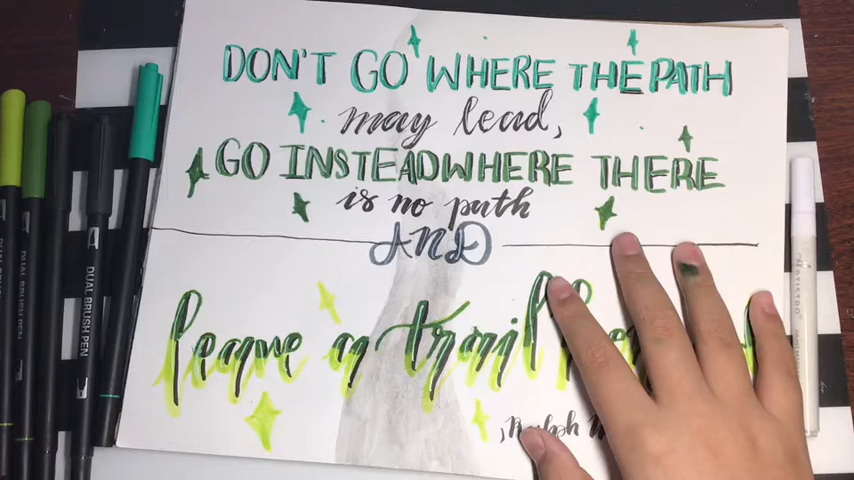 DON'T GO WHERE THE PATH
may lead,
GO INSTEAD WHERE THERE
is no path
AND
leave a trail
DUAL BRUSH PEN
DUAL BRUSH PEN